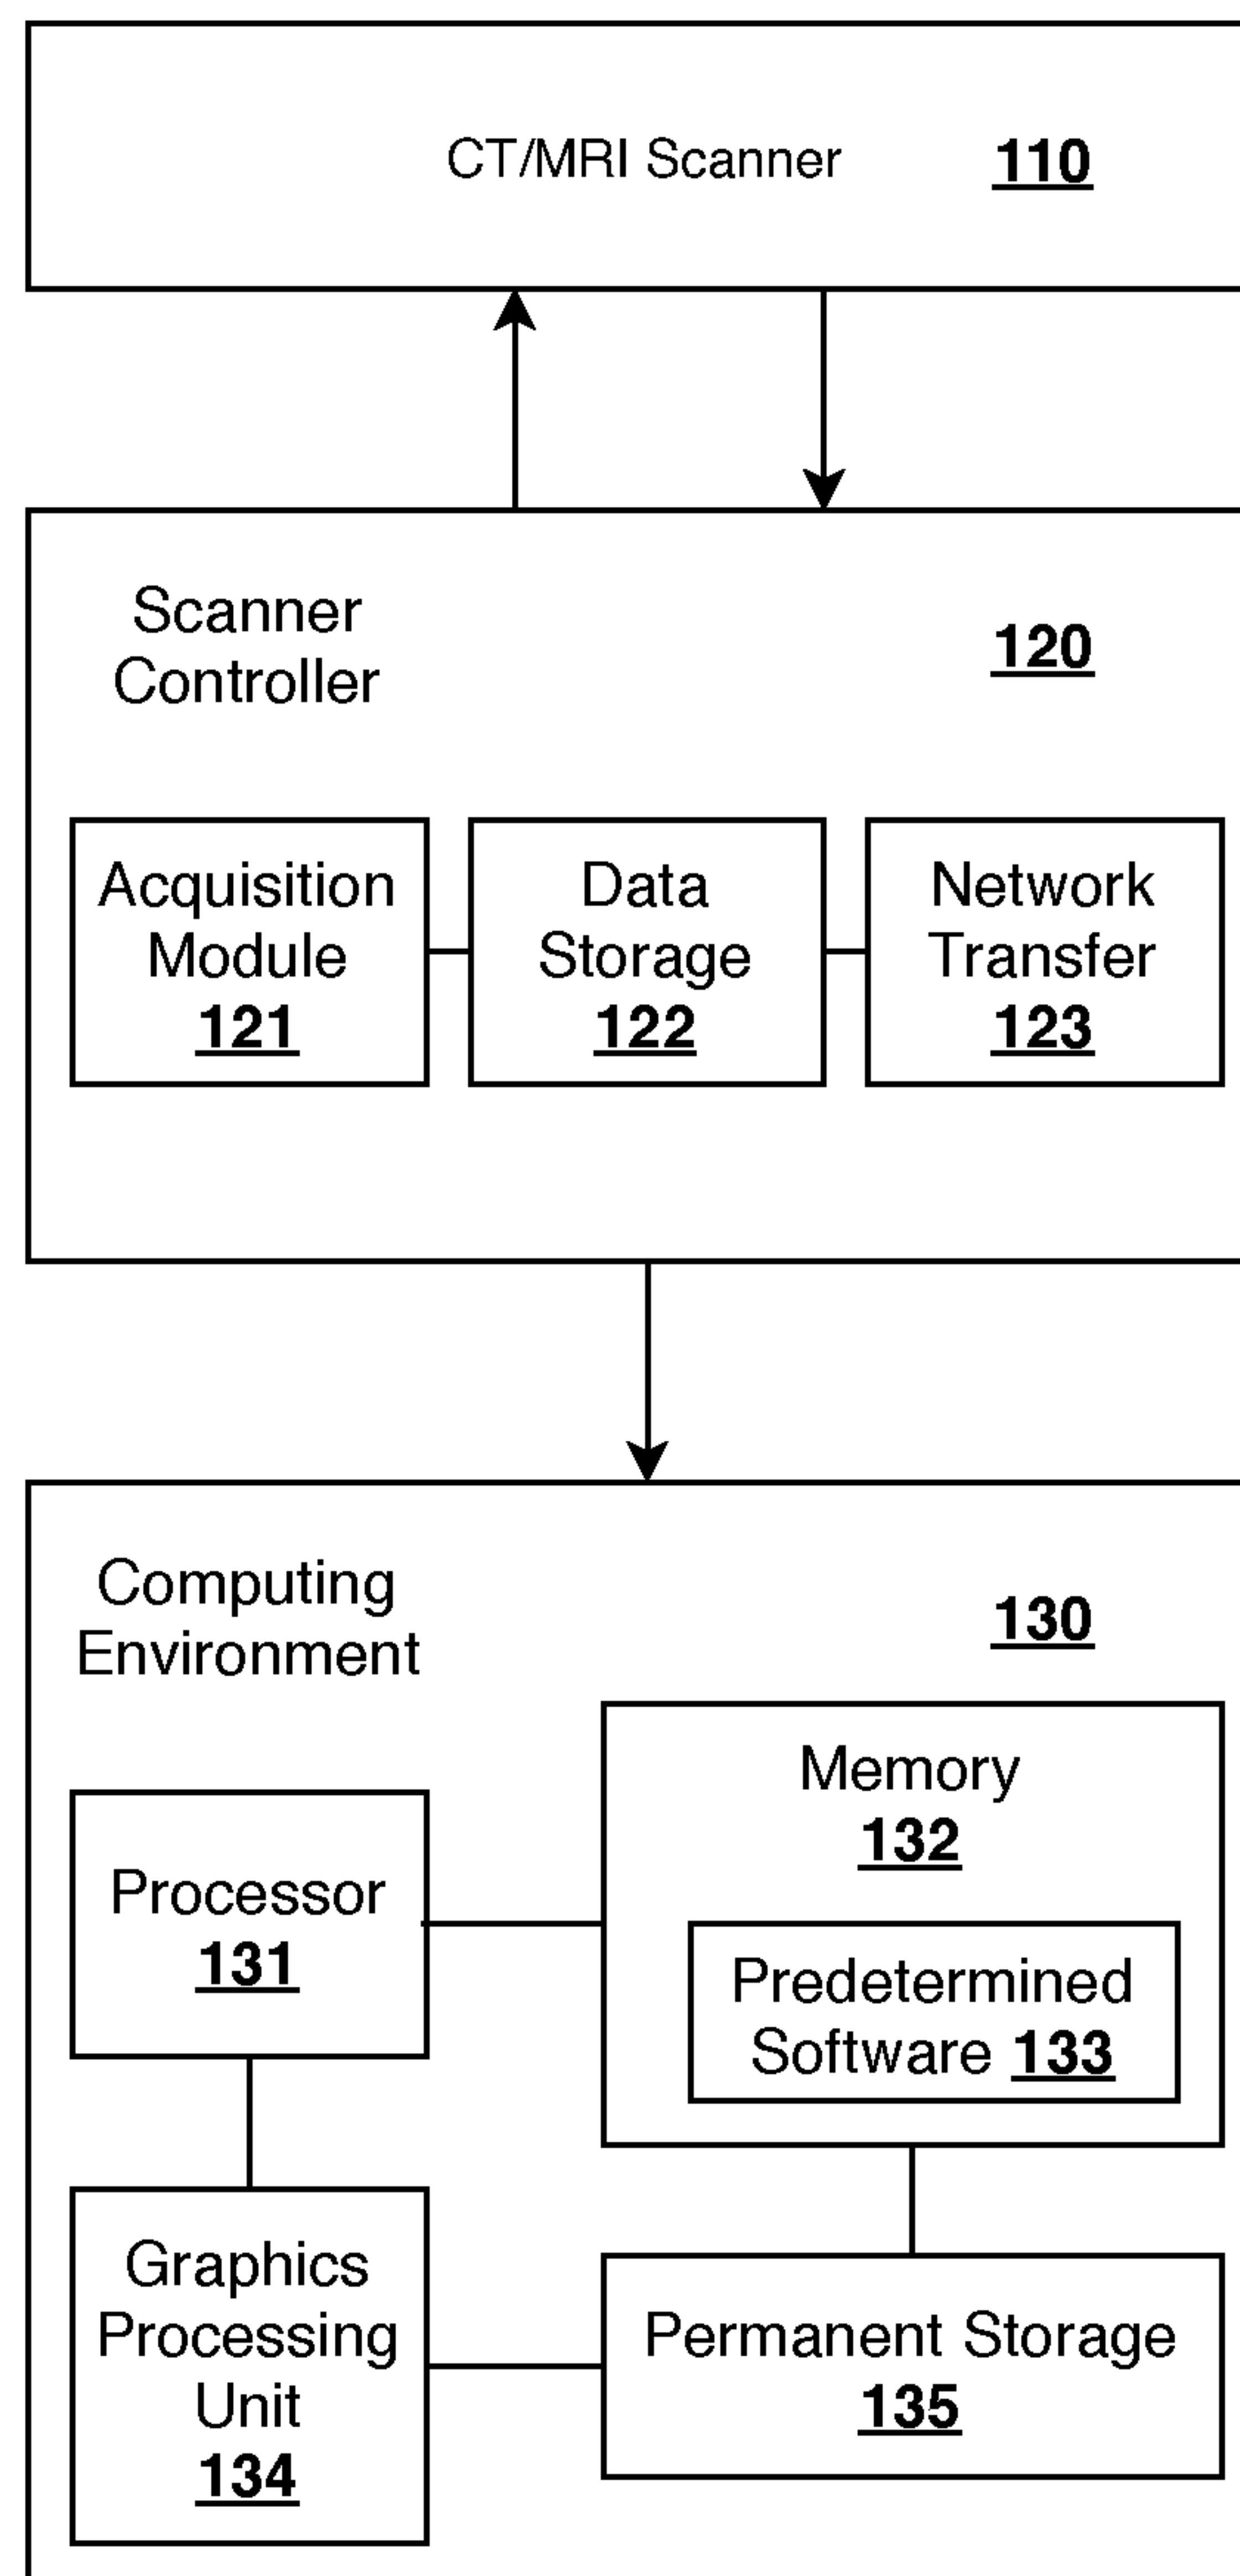 CT/MRI Scanner 110
Scanner
Controller
120
Acquisition
Module
121
Data
Storage
122
Network
Transfer
123
Computing
Environment
130
Memory
132
Processor
131
Predetermined
Software 133
Graphics
Processing
Unit
134
Permanent Storage
135